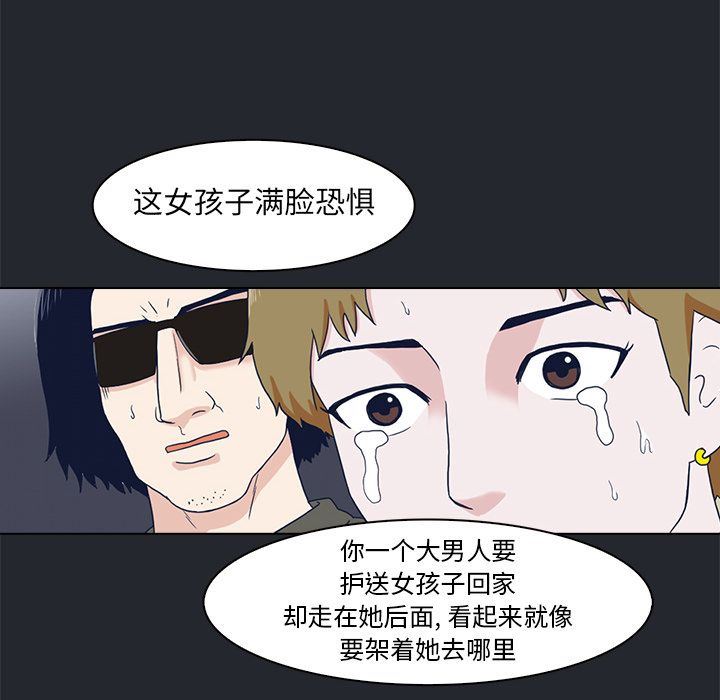 这女孩子满脸恐惧
你一个大男人要
护送女孩子回家
却走在她后面, 看起来就像
要架着她去哪里